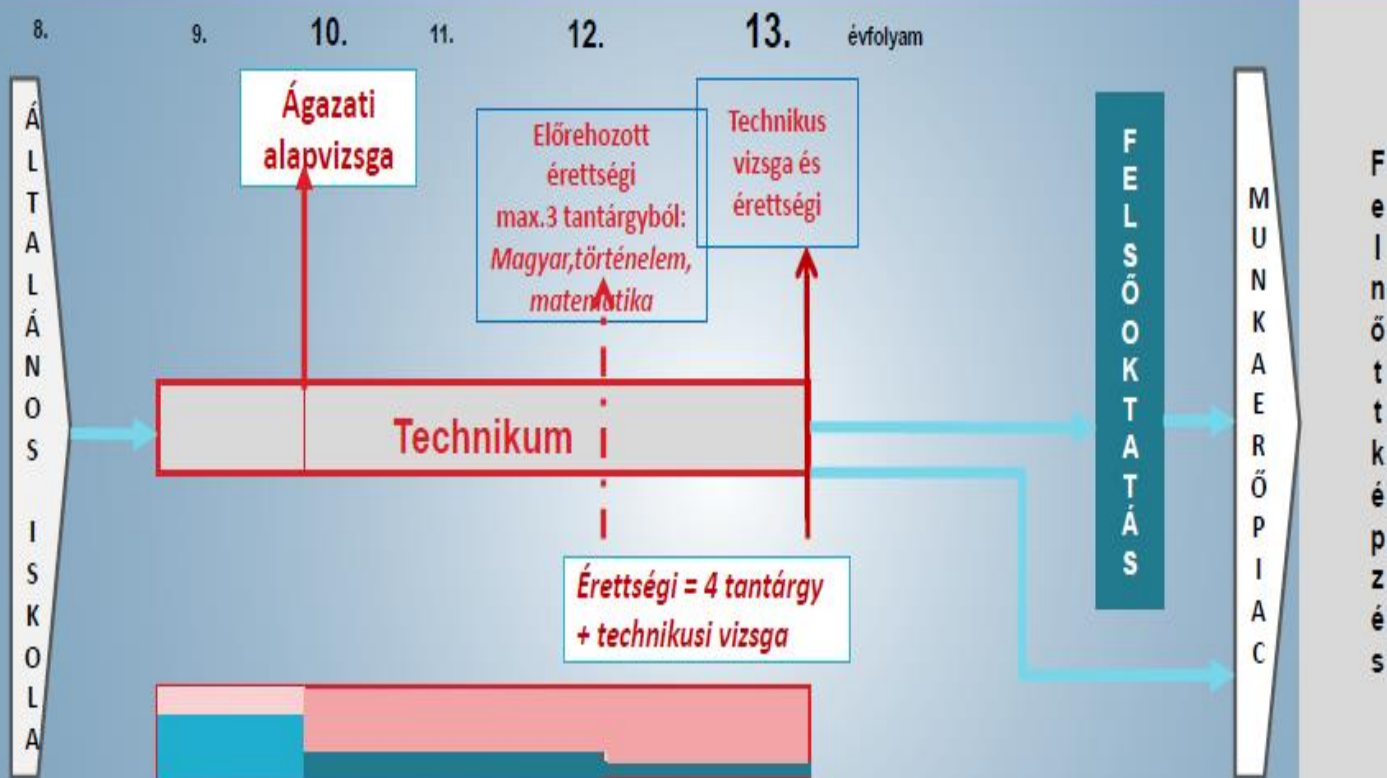 8. 9. 10. 11. 12. 13. évfolyam
ÁLTALÁNOS ISKOLA
Ágazati
alapvizsga
Előrehozott
érettségi
max.3 tantárgyból:
Magyar,történelem,
matematika
Technikus
vizsga és
érettségi
Technikum
Érettségi = 4 tantárgy
+ technikusi vizsga
FELSŐOKTATÁS
MUNKAERŐPIAC
Felnőttképzés